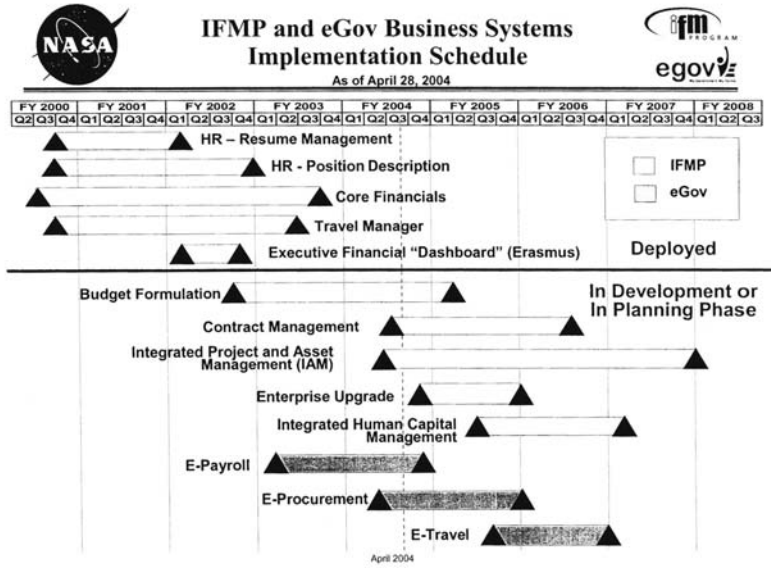 NASA
IFMP and eGov Business Systems
Implementation Schedule
As of April 28, 2004
ifm
PROGRAM
egov
FY 2000 FY 2001 FY 2002 FY 2003 FY 2004 FY 2005 FY 2006 FY 2007 FY 2008
Q2 Q3 Q4 Q1 Q2 Q3 Q4 Q1 Q2 Q3 Q4 Q1 Q2 Q3 Q4 Q1 Q2 Q3 Q4 Q1 Q2 Q3 Q4 Q1 Q2 Q3 Q4 Q1 Q2 Q3 Q4 Q1 Q2 Q3
HR – Resume Management
HR - Position Description
Core Financials
Travel Manager
Executive Financial “Dashboard” (Erasmus)
IFMP
eGov
Deployed
Budget Formulation
In Development or
In Planning Phase
Contract Management
Integrated Project and Asset
Management (IAM)
Enterprise Upgrade
Integrated Human Capital
Management
E-Payroll
E-Procurement
E-Travel
April 2004